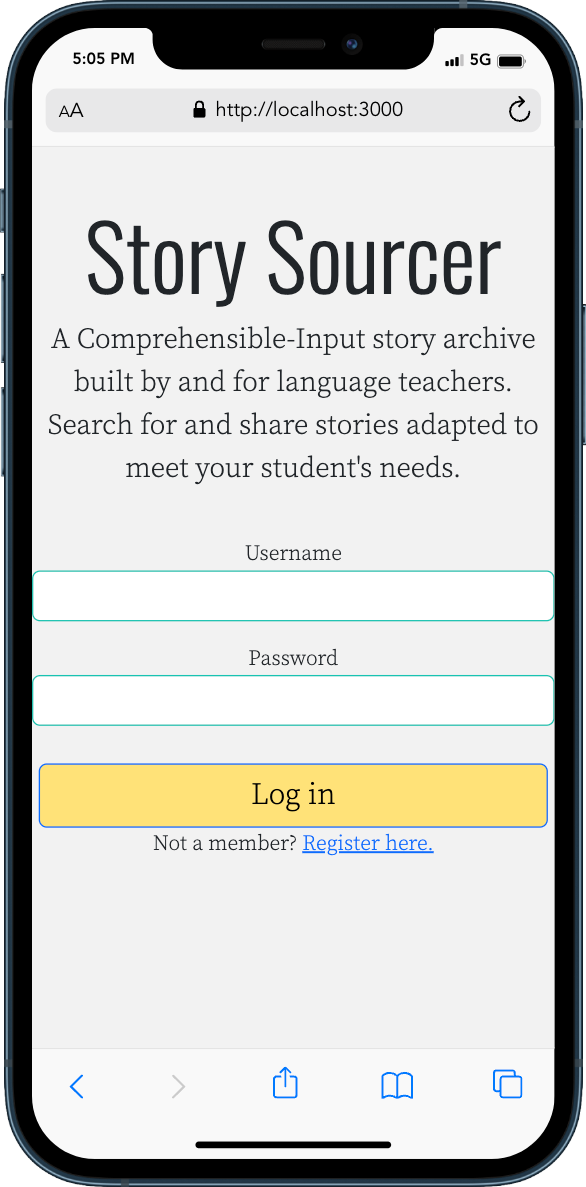 5:05 PM 5G
AA http://localhost:3000
Story Sourcer
A Comprehensible-Input story archive
built by and for language teachers.
Search for and share stories adapted to
meet your student's needs.
Username
Password
Log in
Not a member? Register here.